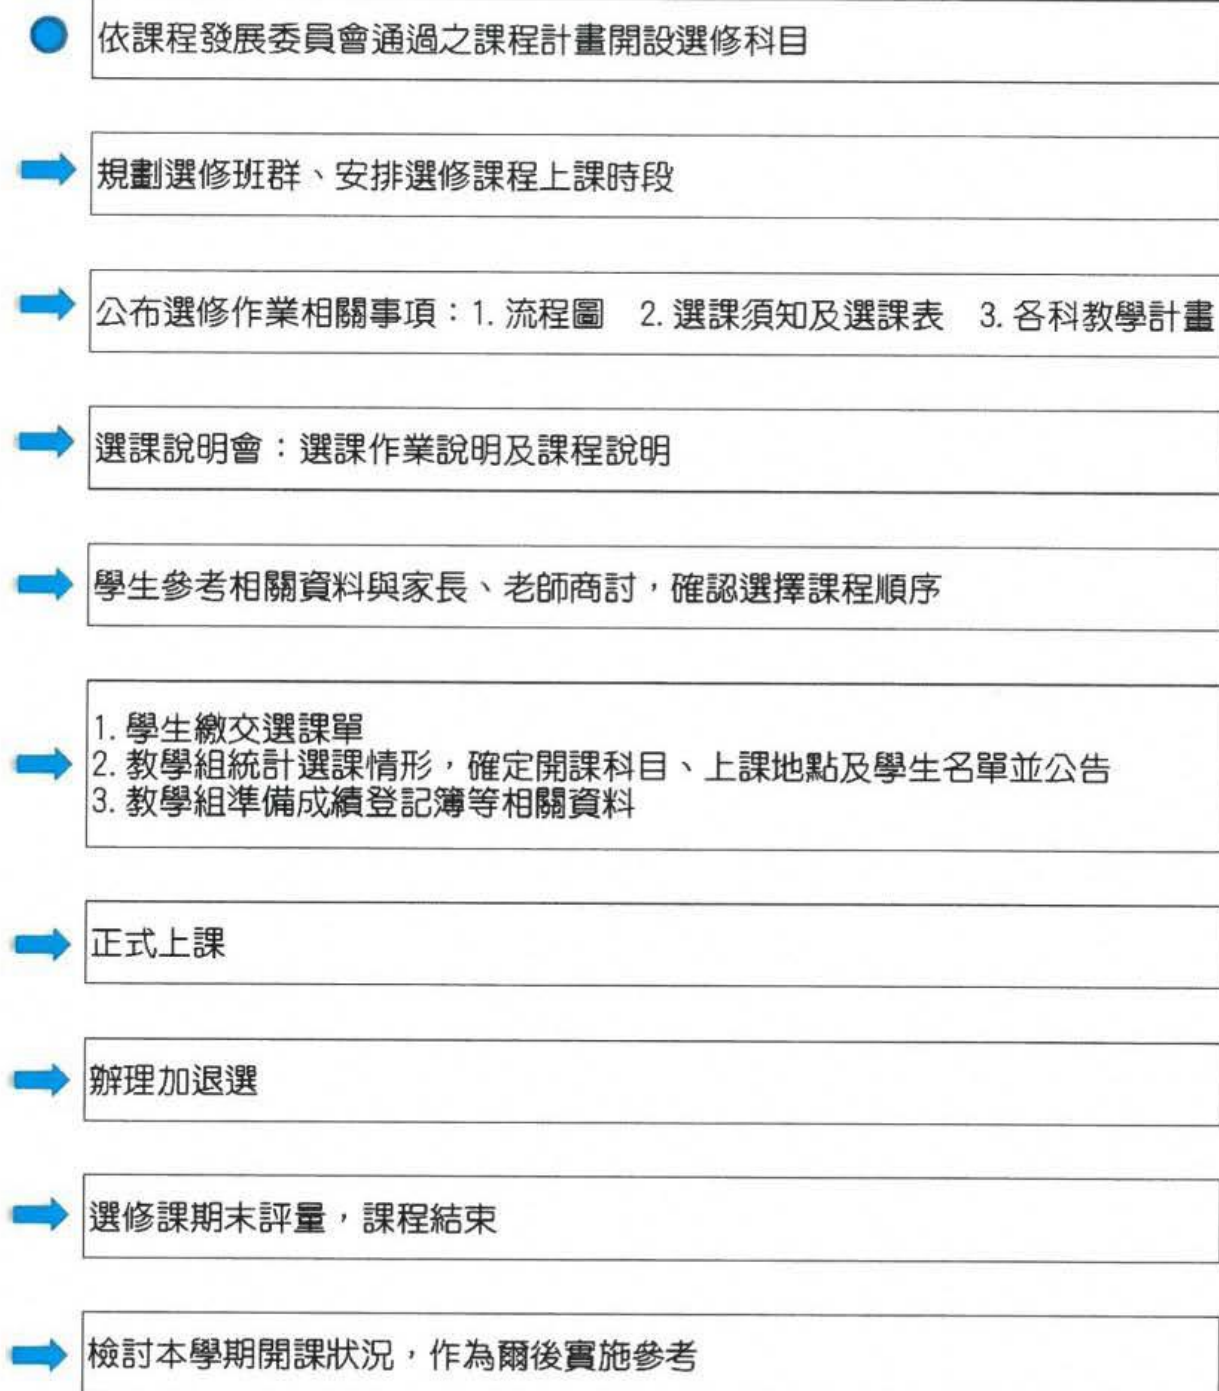 依課程發展委員會通過之課程計畫開設選修科目
規劃選修班群、安排選修課程上課時段
公布選修作業相關事項：1. 流程圖　2. 選課須知及選課表　3. 各科教學計畫
選課說明會：選課作業說明及課程說明
學生參考相關資料與家長、老師商討，確認選擇課程順序
1. 學生繳交選課單
2. 教學組統計選課情形，確定開課科目、上課地點及學生名單並公告
3. 教學組準備成績登記簿等相關資料
正式上課
辦理加退選
選修課期末評量，課程結束
檢討本學期開課狀況，作為爾後實施參考